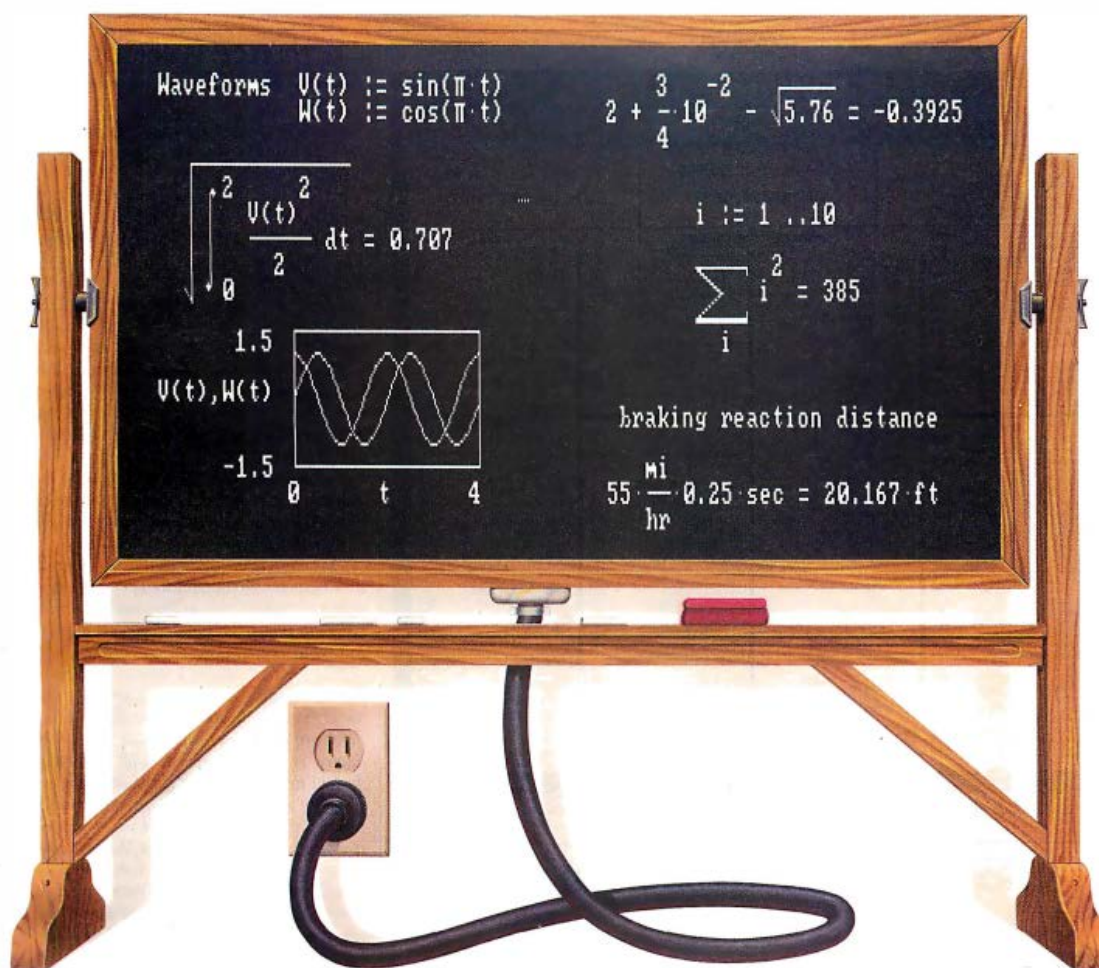 Waveforms V(t) := sin(π·t)
W(t) := cos(π·t)
√ ∫ 2 0 V(t)² / 2 dt = 0.707
1.5
V(t),W(t)
-1.5
0 t 4
2 + 3/4·10⁻² - √5.76 = -0.3925
i := 1 ..10
∑ i² = 385
i
braking reaction distance
55·mi/hr·0.25·sec = 20.167·ft